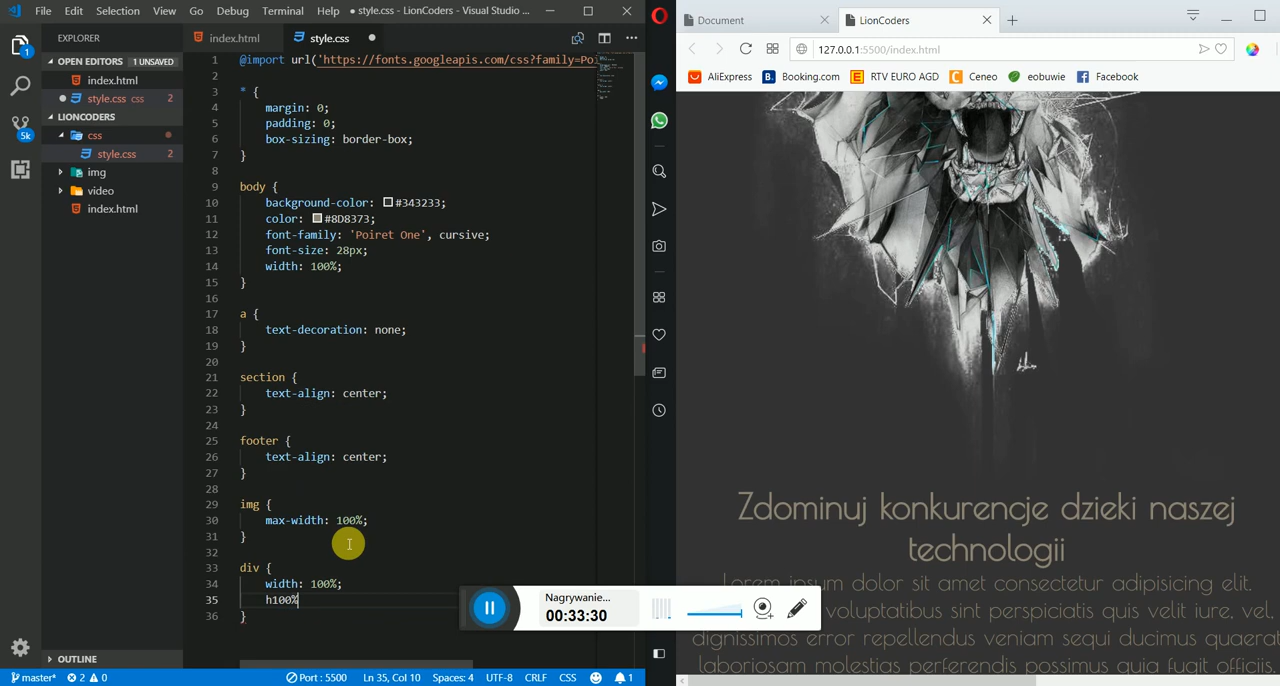 File Edit Selection View Go Debug Terminal Help ● style.css - LionCoders - Visual Studio ...
EXPLORER
OPEN EDITORS 1 UNSAVED
index.html
style.css css 2
LIONCODERS
css
style.css 2
img
video
index.html
OUTLINE
1
5k
index.html style.css
1 @import url('https://fonts.googleapis.com/css?family=Poi
2
3 * {
4 margin: 0;
5 padding: 0;
6 box-sizing: border-box;
7 }
8
9 body {
10 background-color: #343233;
11 color: #8D8373;
12 font-family: 'Poiret One', cursive;
13 font-size: 28px;
14 width: 100%;
15 }
16
17 a {
18 text-decoration: none;
19 }
20
21 section {
22 text-align: center;
23 }
24
25 footer {
26 text-align: center;
27 }
28
29 img {
30 max-width: 100%;
31 }
32
33 div {
34 width: 100%;
35 h100%
36 }
master* 2 0 Port : 5500 Ln 35, Col 10 Spaces: 4 UTF-8 CRLF CSS 1
Nagrywanie...
00:33:30
Document LionCoders
127.0.0.1:5500/index.html
AliExpress B. Booking.com E RTV EURO AGD C Ceneo eobuwie Facebook
Zdominuj konkurencje dzieki naszej
technologii
Lorem ipsum dolor sit amet consectetur adipisicing elit.
voluptatibus sint perspiciatis quis velit iure, vel,
dignissimos error repellendus veniam sequi ducimus quaerat
laboriosam molestias perferendis possimus quia fugit officiis.